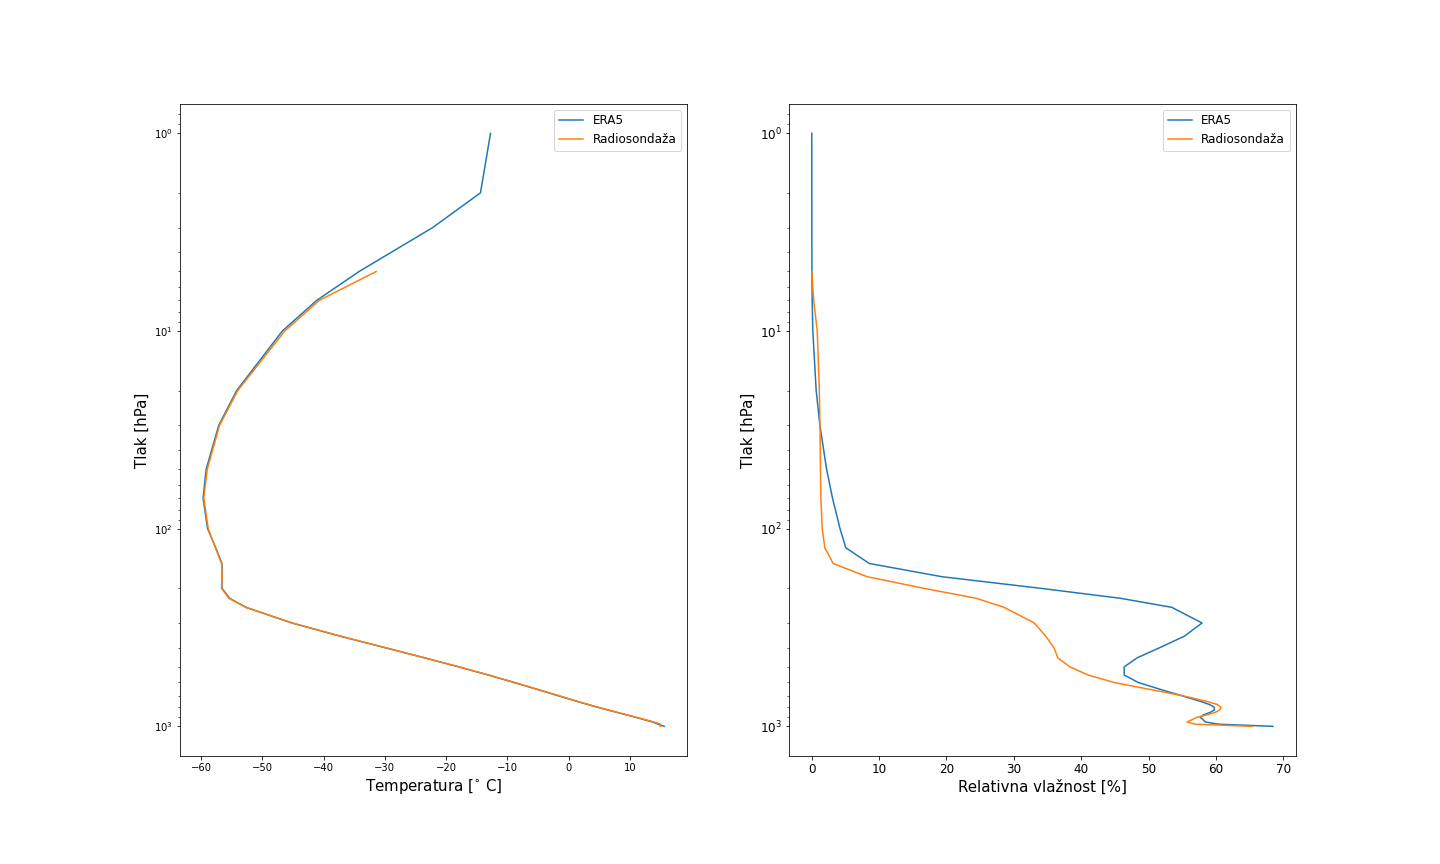 ERA5
Radiosondaža
10⁰
10¹
10²
10³
Tlak [hPa]
−60 −50 −40 −30 −20 −10 0 10
Temperatura [° C]
ERA5
Radiosondaža
10⁰
10¹
10²
10³
Tlak [hPa]
0 10 20 30 40 50 60 70
Relativna vlažnost [%]